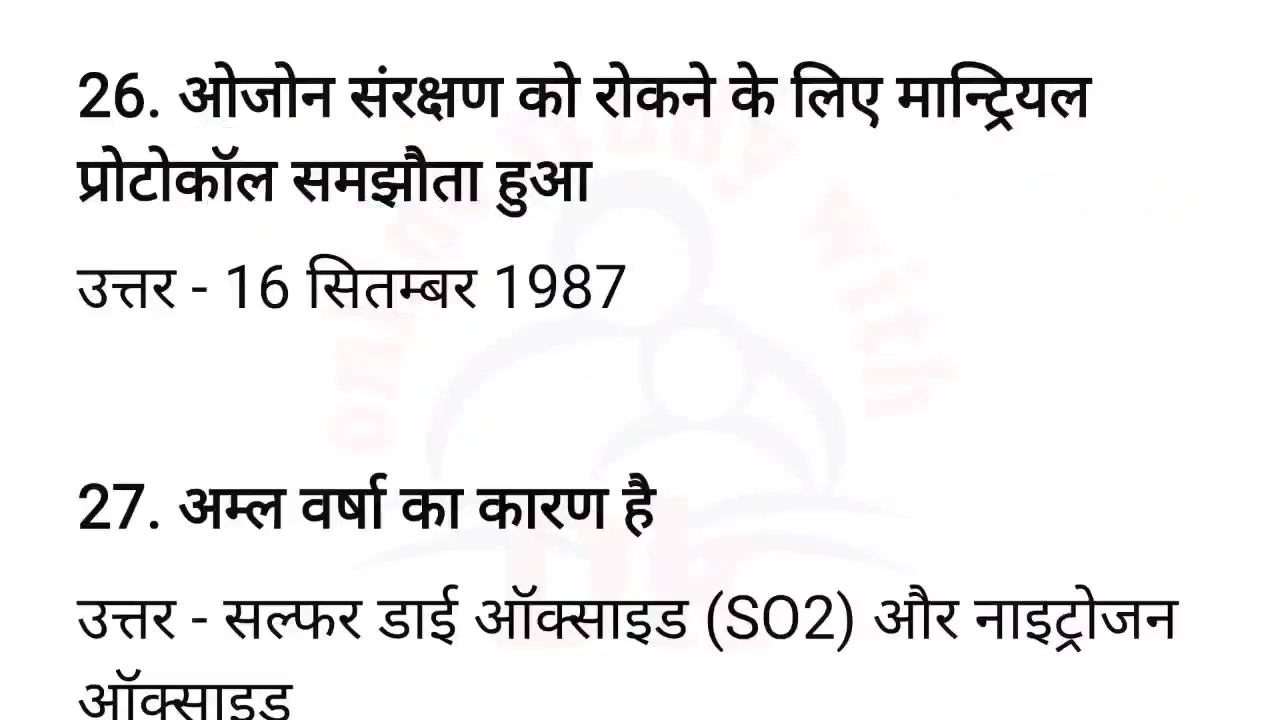 26. ओजोन संरक्षण को रोकने के लिए मान्ट्रियल
प्रोटोकॉल समझौता हुआ
उत्तर - 16 सितम्बर 1987
27. अम्ल वर्षा का कारण है
उत्तर - सल्फर डाई ऑक्साइड (SO2) और नाइट्रोजन
ऑक्साइड